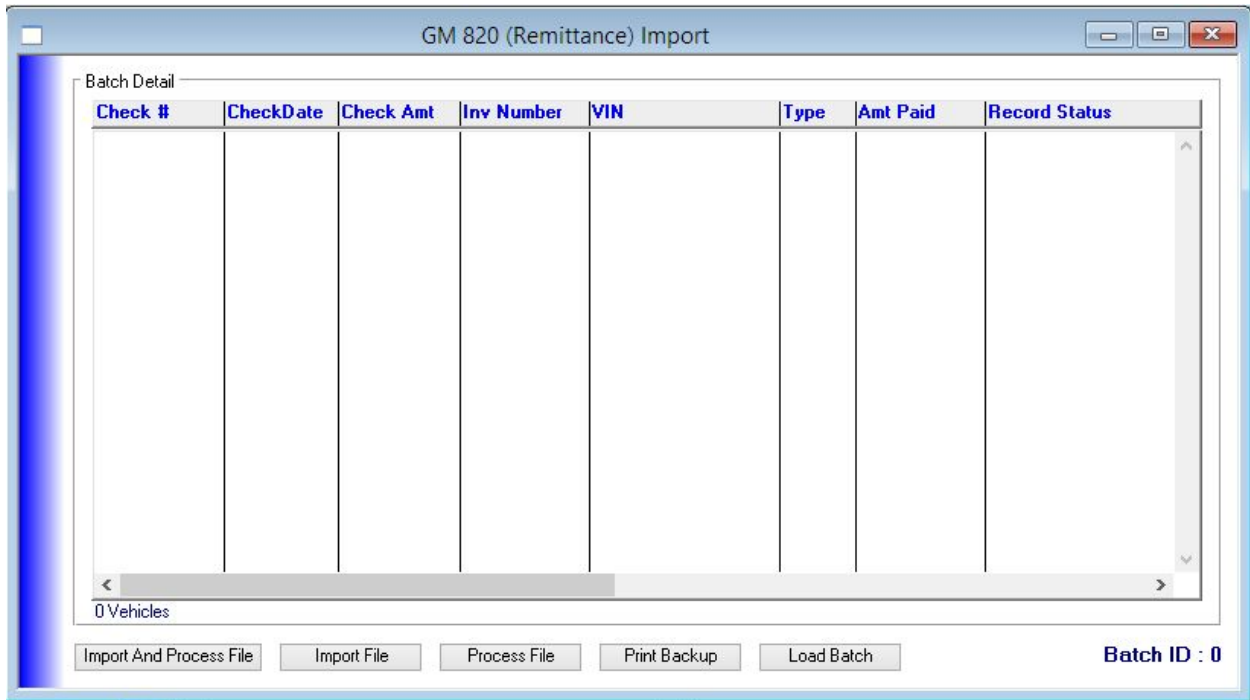 GM 820 (Remittance) Import
Batch Detail
Check # CheckDate Check Amt Inv Number VIN Type Amt Paid Record Status
0 Vehicles
Import And Process File Import File Process File Print Backup Load Batch Batch ID : 0